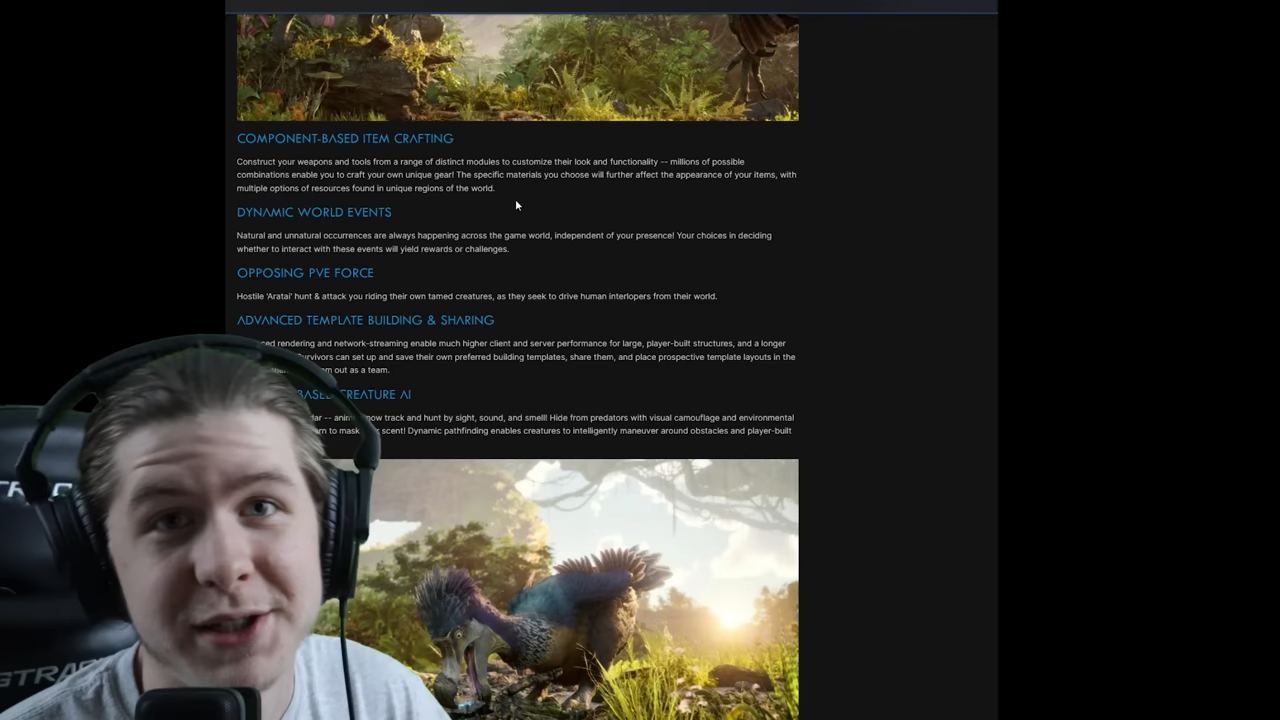 COMPONENT-BASED ITEM CRAFTING
Construct your weapons and tools from a range of distinct modules to customize their look and functionality -- millions of possible
combinations enable you to craft your own unique gear! The specific materials you choose will further affect the appearance of your items, with
multiple options of resources found in unique regions of the world.
DYNAMIC WORLD EVENTS
Natural and unnatural occurrences are always happening across the game world, independent of your presence! Your choices in deciding
whether to interact with these events will yield rewards or challenges.
OPPOSING PVE FORCE
Hostile 'Aratai' hunt & attack you riding their own tamed creatures, as they seek to drive human interlopers from their world.
ADVANCED TEMPLATE BUILDING & SHARING
rendering and network-streaming enable much higher client and server performance for large, player-built structures, and a longer
Survivors can set up and save their own preferred building templates, share them, and place prospective template layouts in the
out as a team.
BASED CREATURE AI
now track and hunt by sight, sound, and smell! Hide from predators with visual camouflage and environmental
to mask scent! Dynamic pathfinding enables creatures to intelligently maneuver around obstacles and player-built